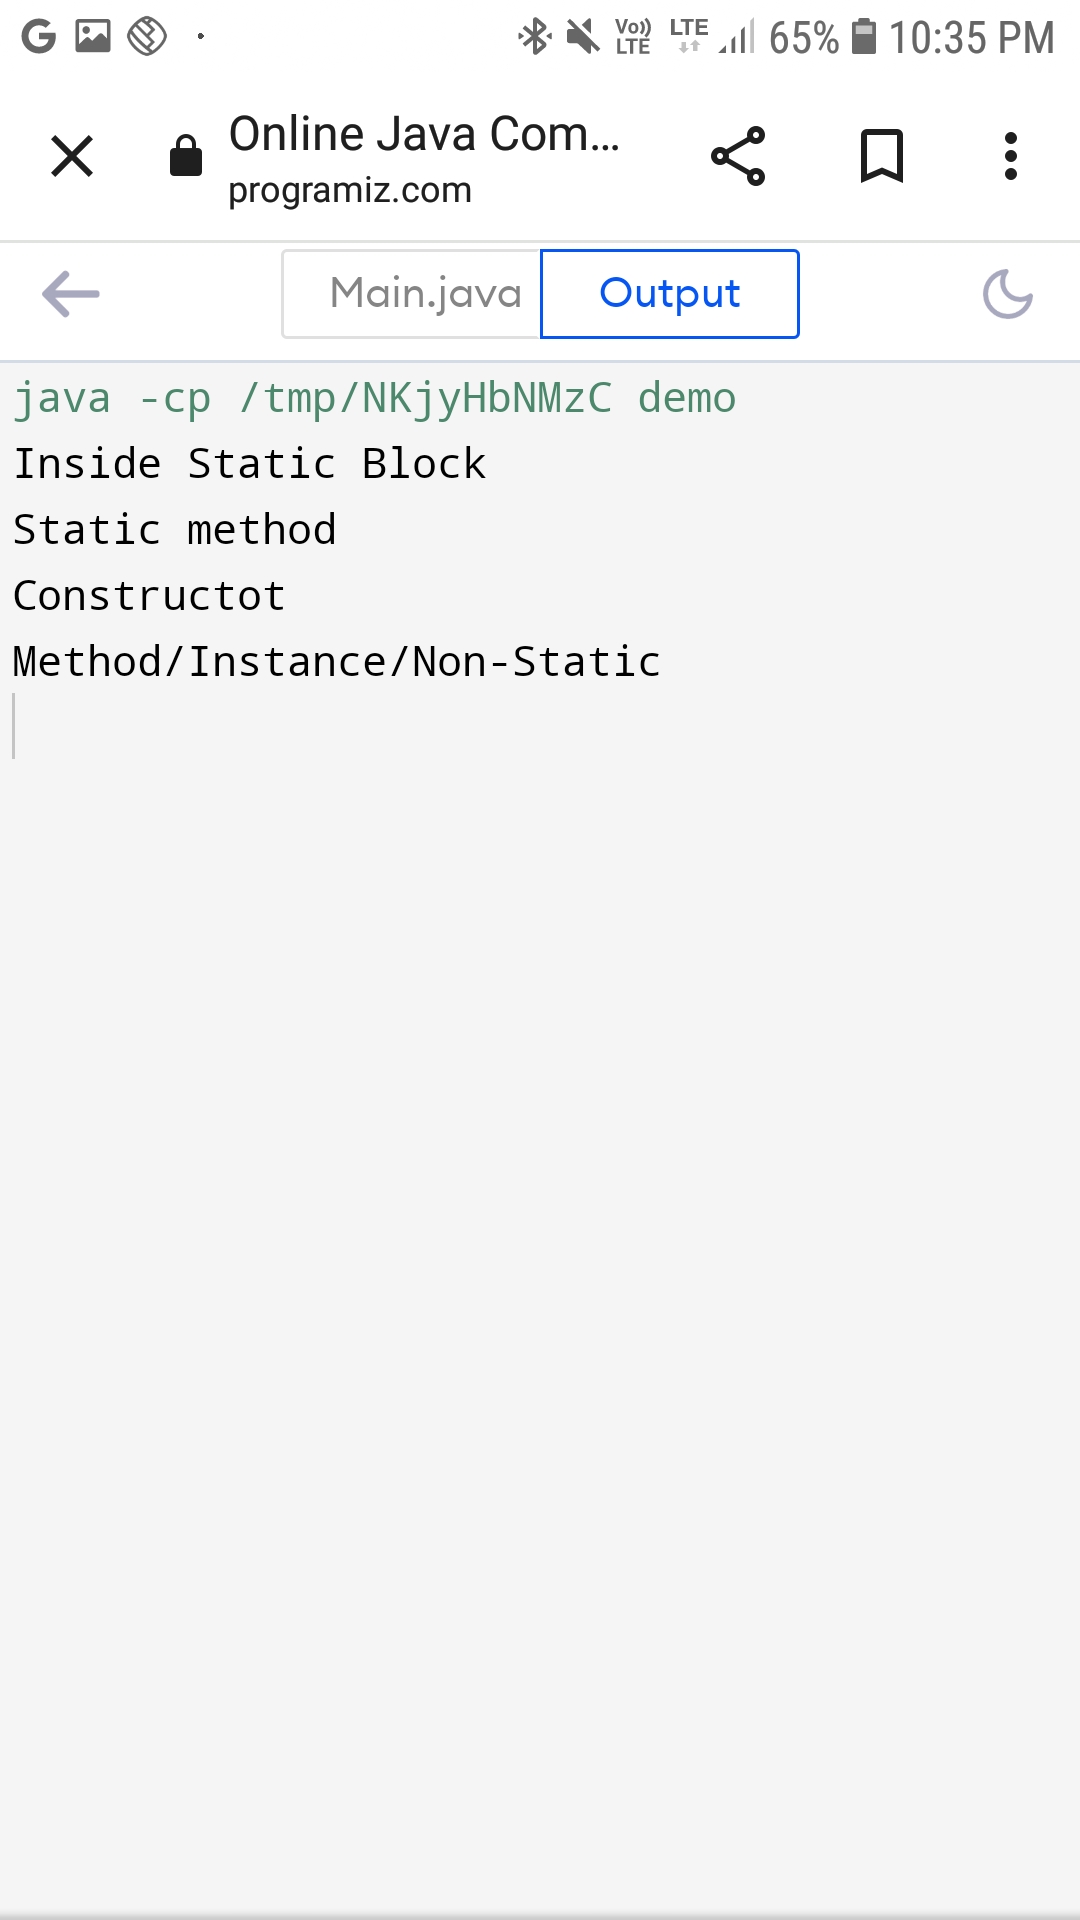 65% 10:35 PM
Vo)) LTE LTE
Online Java Com...
programiz.com
Main.java Output
java -cp /tmp/NKjyHbNMzC demo
Inside Static Block
Static method
Constructot
Method/Instance/Non-Static